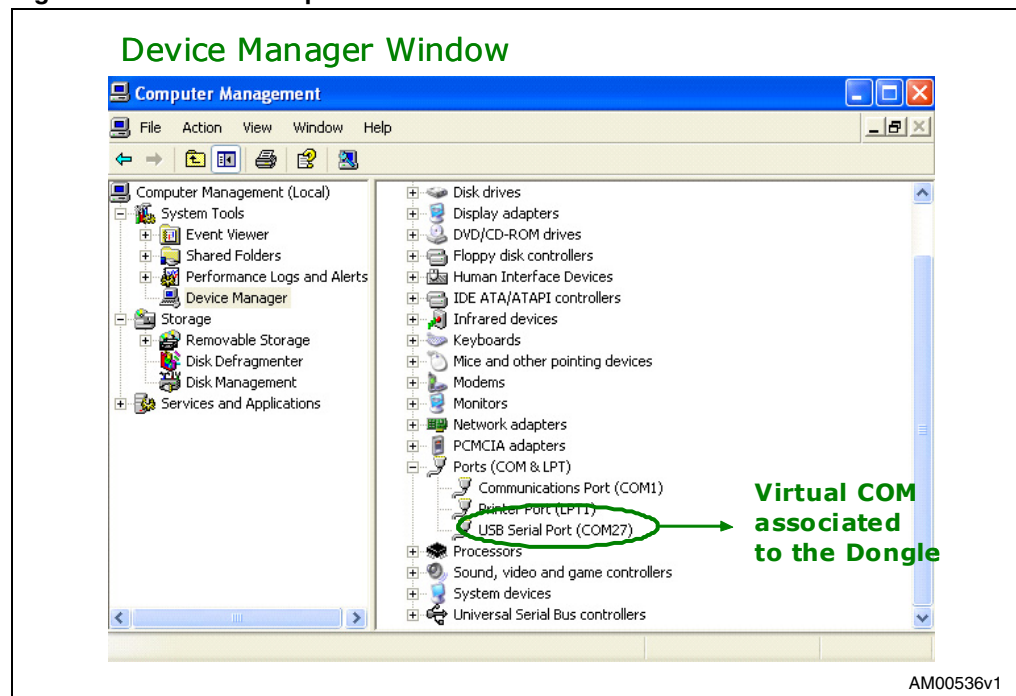 Device Manager Window
Computer Management
File Action View Window Help
Computer Management (Local)
System Tools
Event Viewer
Shared Folders
Performance Logs and Alerts
Device Manager
Storage
Removable Storage
Disk Defragmenter
Disk Management
Services and Applications
Disk drives
Display adapters
DVD/CD-ROM drives
Floppy disk controllers
Human Interface Devices
IDE ATA/ATAPI controllers
Infrared devices
Keyboards
Mice and other pointing devices
Modems
Monitors
Network adapters
PCMCIA adapters
Ports (COM & LPT)
Communications Port (COM1)
Printer Port (LPT1)
USB Serial Port (COM27)
Processors
Sound, video and game controllers
System devices
Universal Serial Bus controllers
Virtual COM
associated
to the Dongle
AM00536v1